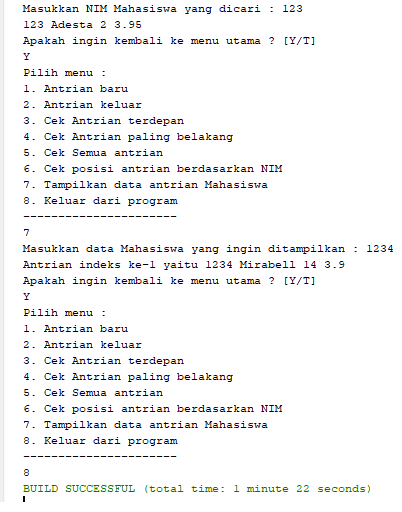 Masukkan NIM Mahasiswa yang dicari : 123
123 Adesta 2 3.95
Apakah ingin kembali ke menu utama ? [Y/T]
Y
Pilih menu :
1. Antrian baru
2. Antrian keluar
3. Cek Antrian terdepan
4. Cek Antrian paling belakang
5. Cek Semua antrian
6. Cek posisi antrian berdasarkan NIM
7. Tampilkan data antrian Mahasiswa
8. Keluar dari program
----------------------
7
Masukkan data Mahasiswa yang ingin ditampilkan : 1234
Antrian indeks ke-1 yaitu 1234 Mirabell 14 3.9
Apakah ingin kembali ke menu utama ? [Y/T]
Y
Pilih menu :
1. Antrian baru
2. Antrian keluar
3. Cek Antrian terdepan
4. Cek Antrian paling belakang
5. Cek Semua antrian
6. Cek posisi antrian berdasarkan NIM
7. Tampilkan data antrian Mahasiswa
8. Keluar dari program
----------------------
8
BUILD SUCCESSFUL (total time: 1 minute 22 seconds)